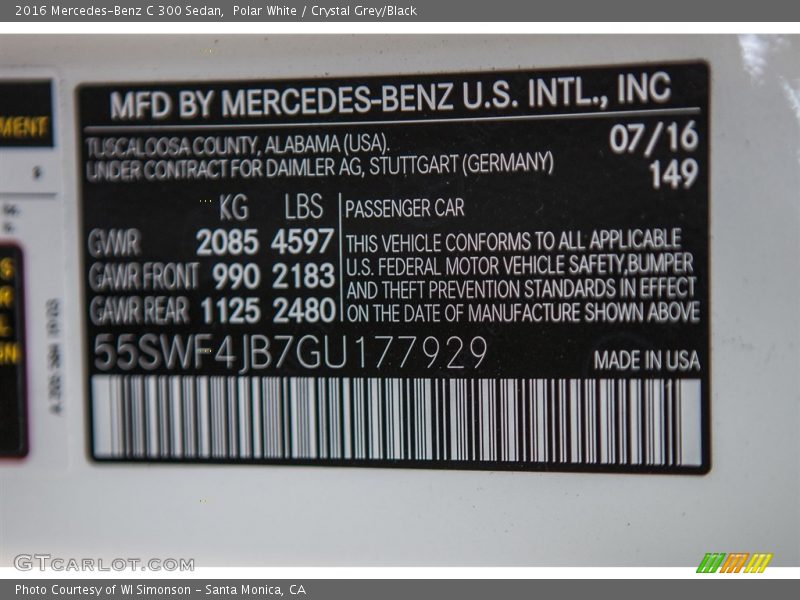 2016 Mercedes-Benz C 300 Sedan, Polar White / Crystal Grey/Black
MFD BY MERCEDES-BENZ U.S. INTL., INC
TUSCALOOSA COUNTY, ALABAMA (USA). 07/16
UNDER CONTRACT FOR DAIMLER AG, STUTTGART (GERMANY) 149
KG LBS PASSENGER CAR
GVWR 2085 4597 THIS VEHICLE CONFORMS TO ALL APPLICABLE
GAWR FRONT 990 2183 U.S. FEDERAL MOTOR VEHICLE SAFETY,BUMPER
AND THEFT PREVENTION STANDARDS IN EFFECT
GAWR REAR 1125 2480 ON THE DATE OF MANUFACTURE SHOWN ABOVE
55SWF4JB7GU177929 MADE IN USA
MENT
GTCARLOT.COM
Photo Courtesy of WI Simonson - Santa Monica, CA